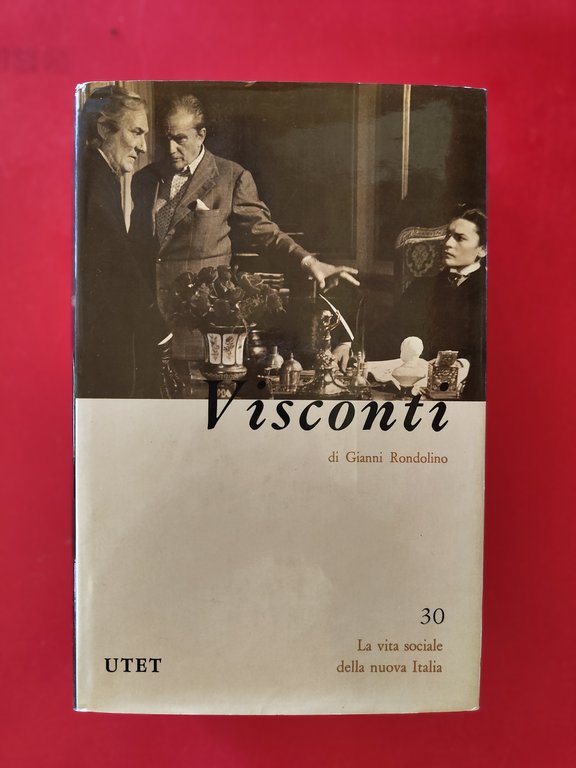 Visconti
di Gianni Rondolino
30
La vita sociale
della nuova Italia
UTET